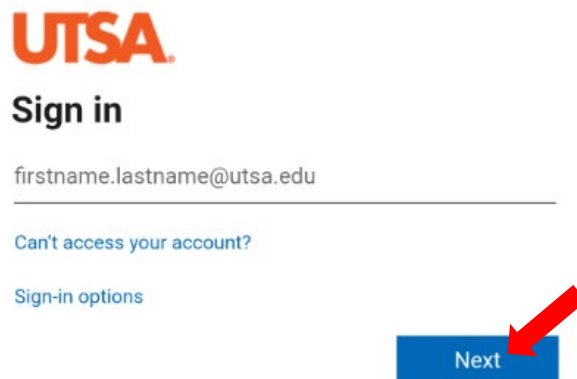 UTSA.
Sign in
firstname.lastname@utsa.edu
Can't access your account?
Sign-in options
Next